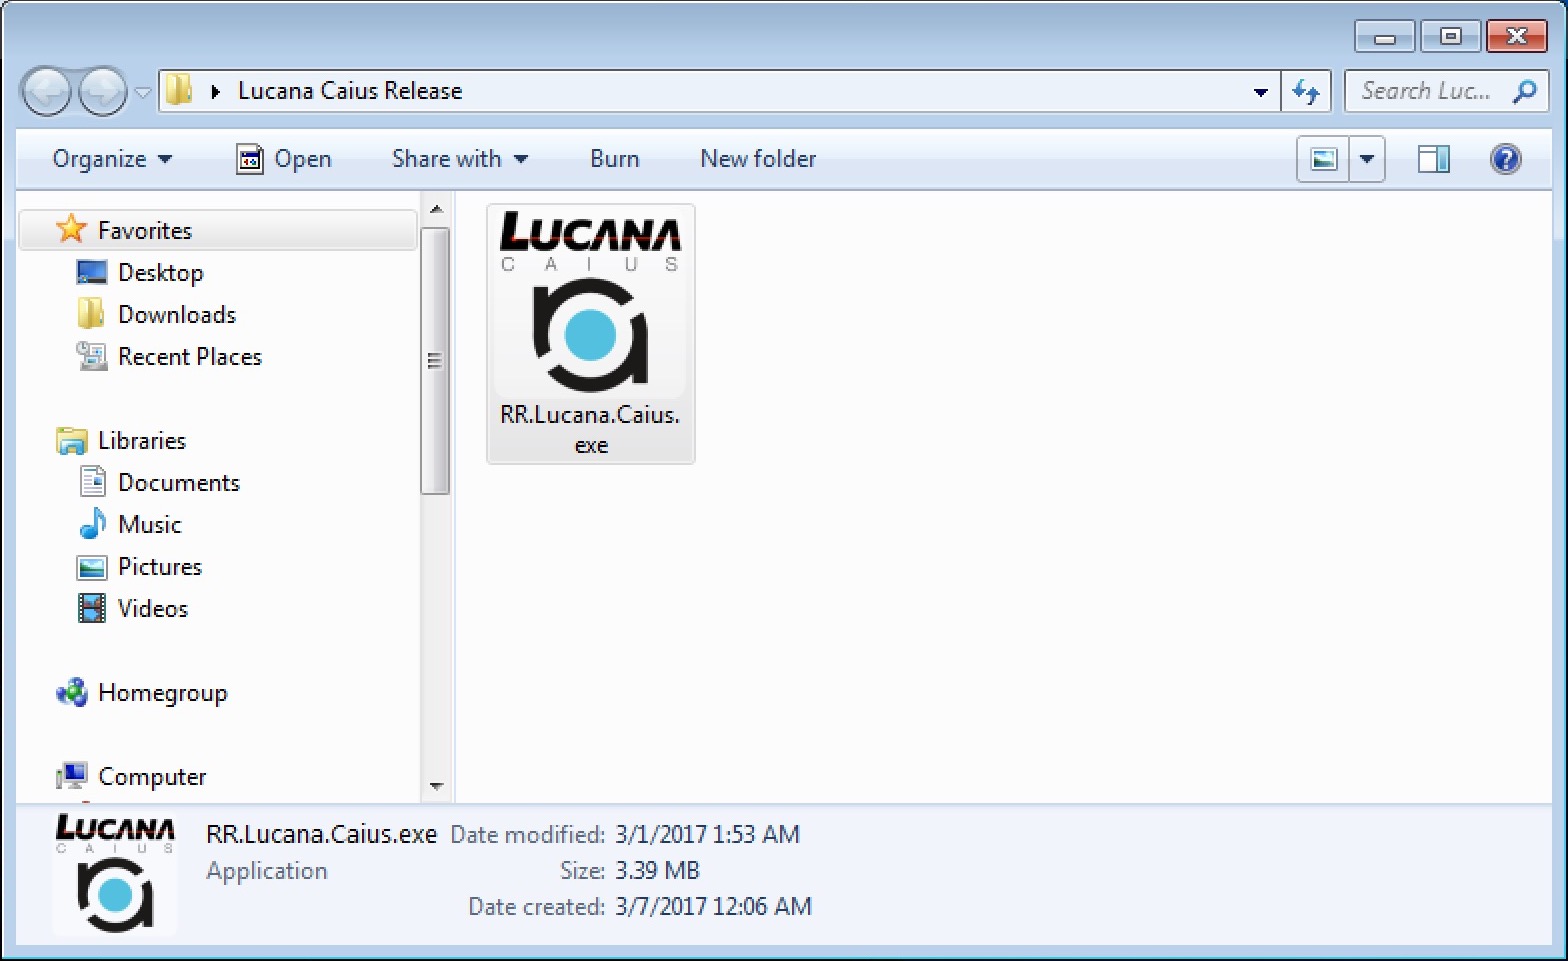 Lucana Caius Release
Search Luc...
Organize Open Share with Burn New folder
Favorites
Desktop
Downloads
Recent Places
Libraries
Documents
Music
Pictures
Videos
Homegroup
Computer
LUCANA
CAIUS
RR.Lucana.Caius.
exe
LUCANA
CAIUS
RR.Lucana.Caius.exe Date modified: 3/1/2017 1:53 AM
Application Size: 3.39 MB
Date created: 3/7/2017 12:06 AM